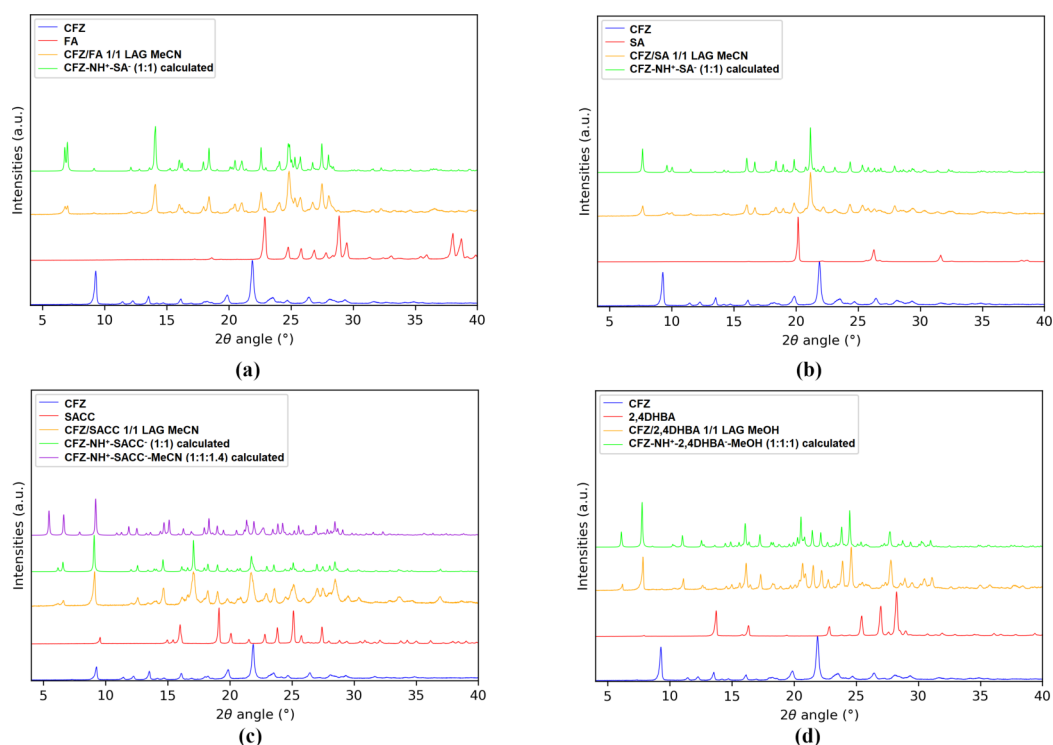 CFZ
FA
CFZ/FA 1/1 LAG MeCN
CFZ-NH⁺-SA⁻ (1:1) calculated
Intensities (a.u.)
5 10 15 20 25 30 35 40
2θ angle (°)
(a)
CFZ
SA
CFZ/SA 1/1 LAG MeCN
CFZ-NH⁺-SA⁻ (1:1) calculated
Intensities (a.u.)
5 10 15 20 25 30 35 40
2θ angle (°)
(b)
CFZ
SACC
CFZ/SACC 1/1 LAG MeCN
CFZ-NH⁺-SACC⁻ (1:1) calculated
CFZ-NH⁺-SACC⁻-MeCN (1:1:1.4) calculated
Intensities (a.u.)
5 10 15 20 25 30 35 40
2θ angle (°)
(c)
CFZ
2,4DHBA
CFZ/2,4DHBA 1/1 LAG MeOH
CFZ-NH⁺-2,4DHBA⁻-MeOH (1:1:1) calculated
Intensities (a.u.)
5 10 15 20 25 30 35 40
2θ angle (°)
(d)